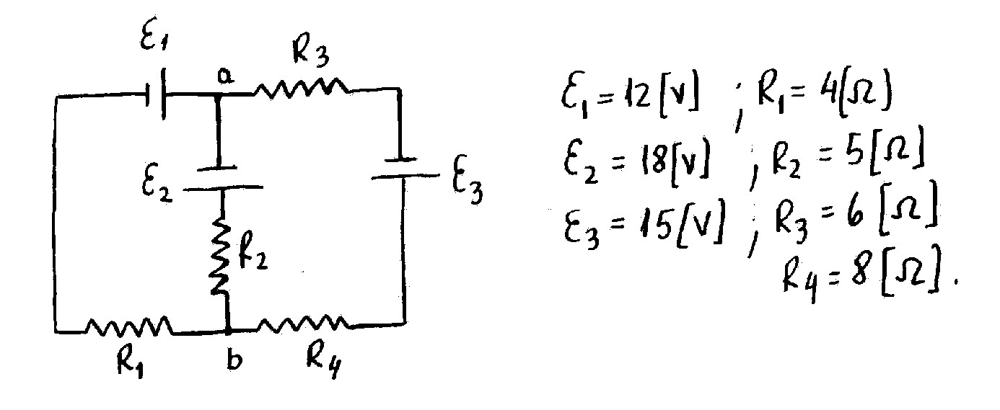 ε1
a
R3
ε2
ε3
R2
R1
b
R4
ε1 = 12 [V] ; R1 = 4 [Ω]
ε2 = 18 [V] ; R2 = 5 [Ω]
ε3 = 15 [V] ; R3 = 6 [Ω]
R4 = 8 [Ω].